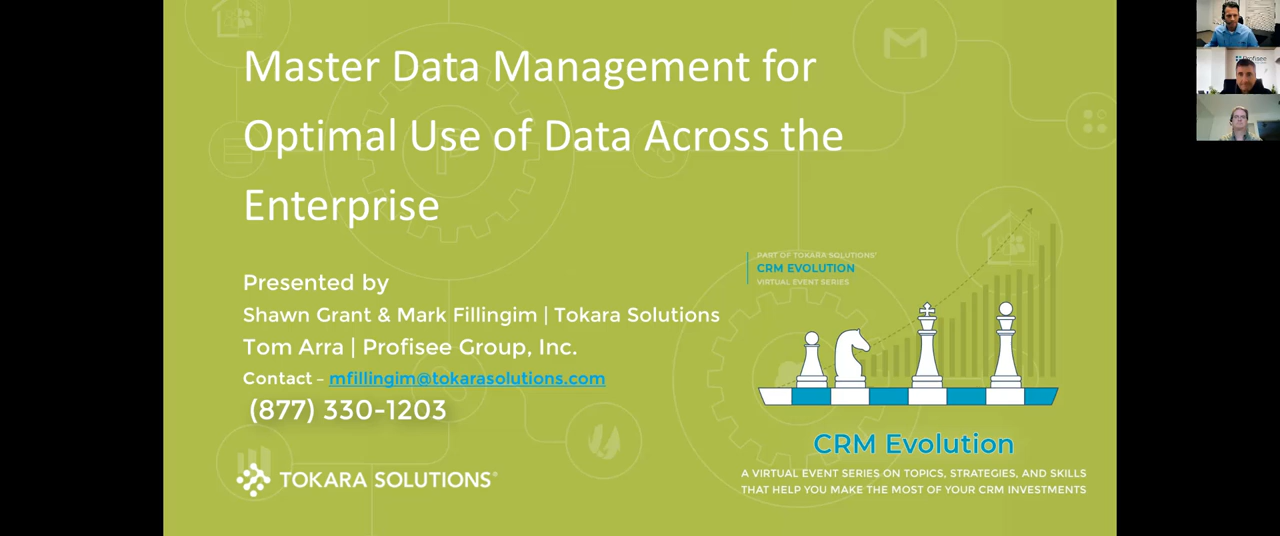 Master Data Management for
Optimal Use of Data Across the
Enterprise
Presented by
Shawn Grant & Mark Fillingim | Tokara Solutions
Tom Arra | Profisee Group, Inc.
Contact – mfillingim@tokarasolutions.com
(877) 330-1203
TOKARA SOLUTIONS®
PART OF TOKARA SOLUTIONS'
CRM EVOLUTION
VIRTUAL EVENT SERIES
CRM Evolution
A VIRTUAL EVENT SERIES ON TOPICS, STRATEGIES, AND SKILLS
THAT HELP YOU MAKE THE MOST OF YOUR CRM INVESTMENTS
Profisee